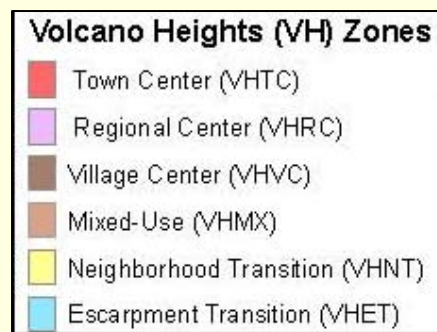 Volcano Heights (VH) Zones
Town Center (VHTC)
Regional Center (VHRC)
Village Center (VHVC)
Mixed-Use (VHMX)
Neighborhood Transition (VHNT)
Escarpment Transition (VHET)